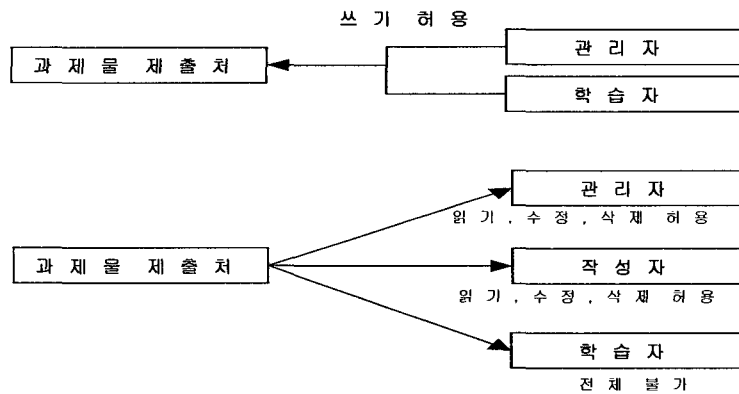 쓰기 허용
관리자
과제물 제출처
학습자
관리자
읽기, 수정, 삭제 허용
과제물 제출처
작성자
읽기, 수정, 삭제 허용
학습자
전체 불가